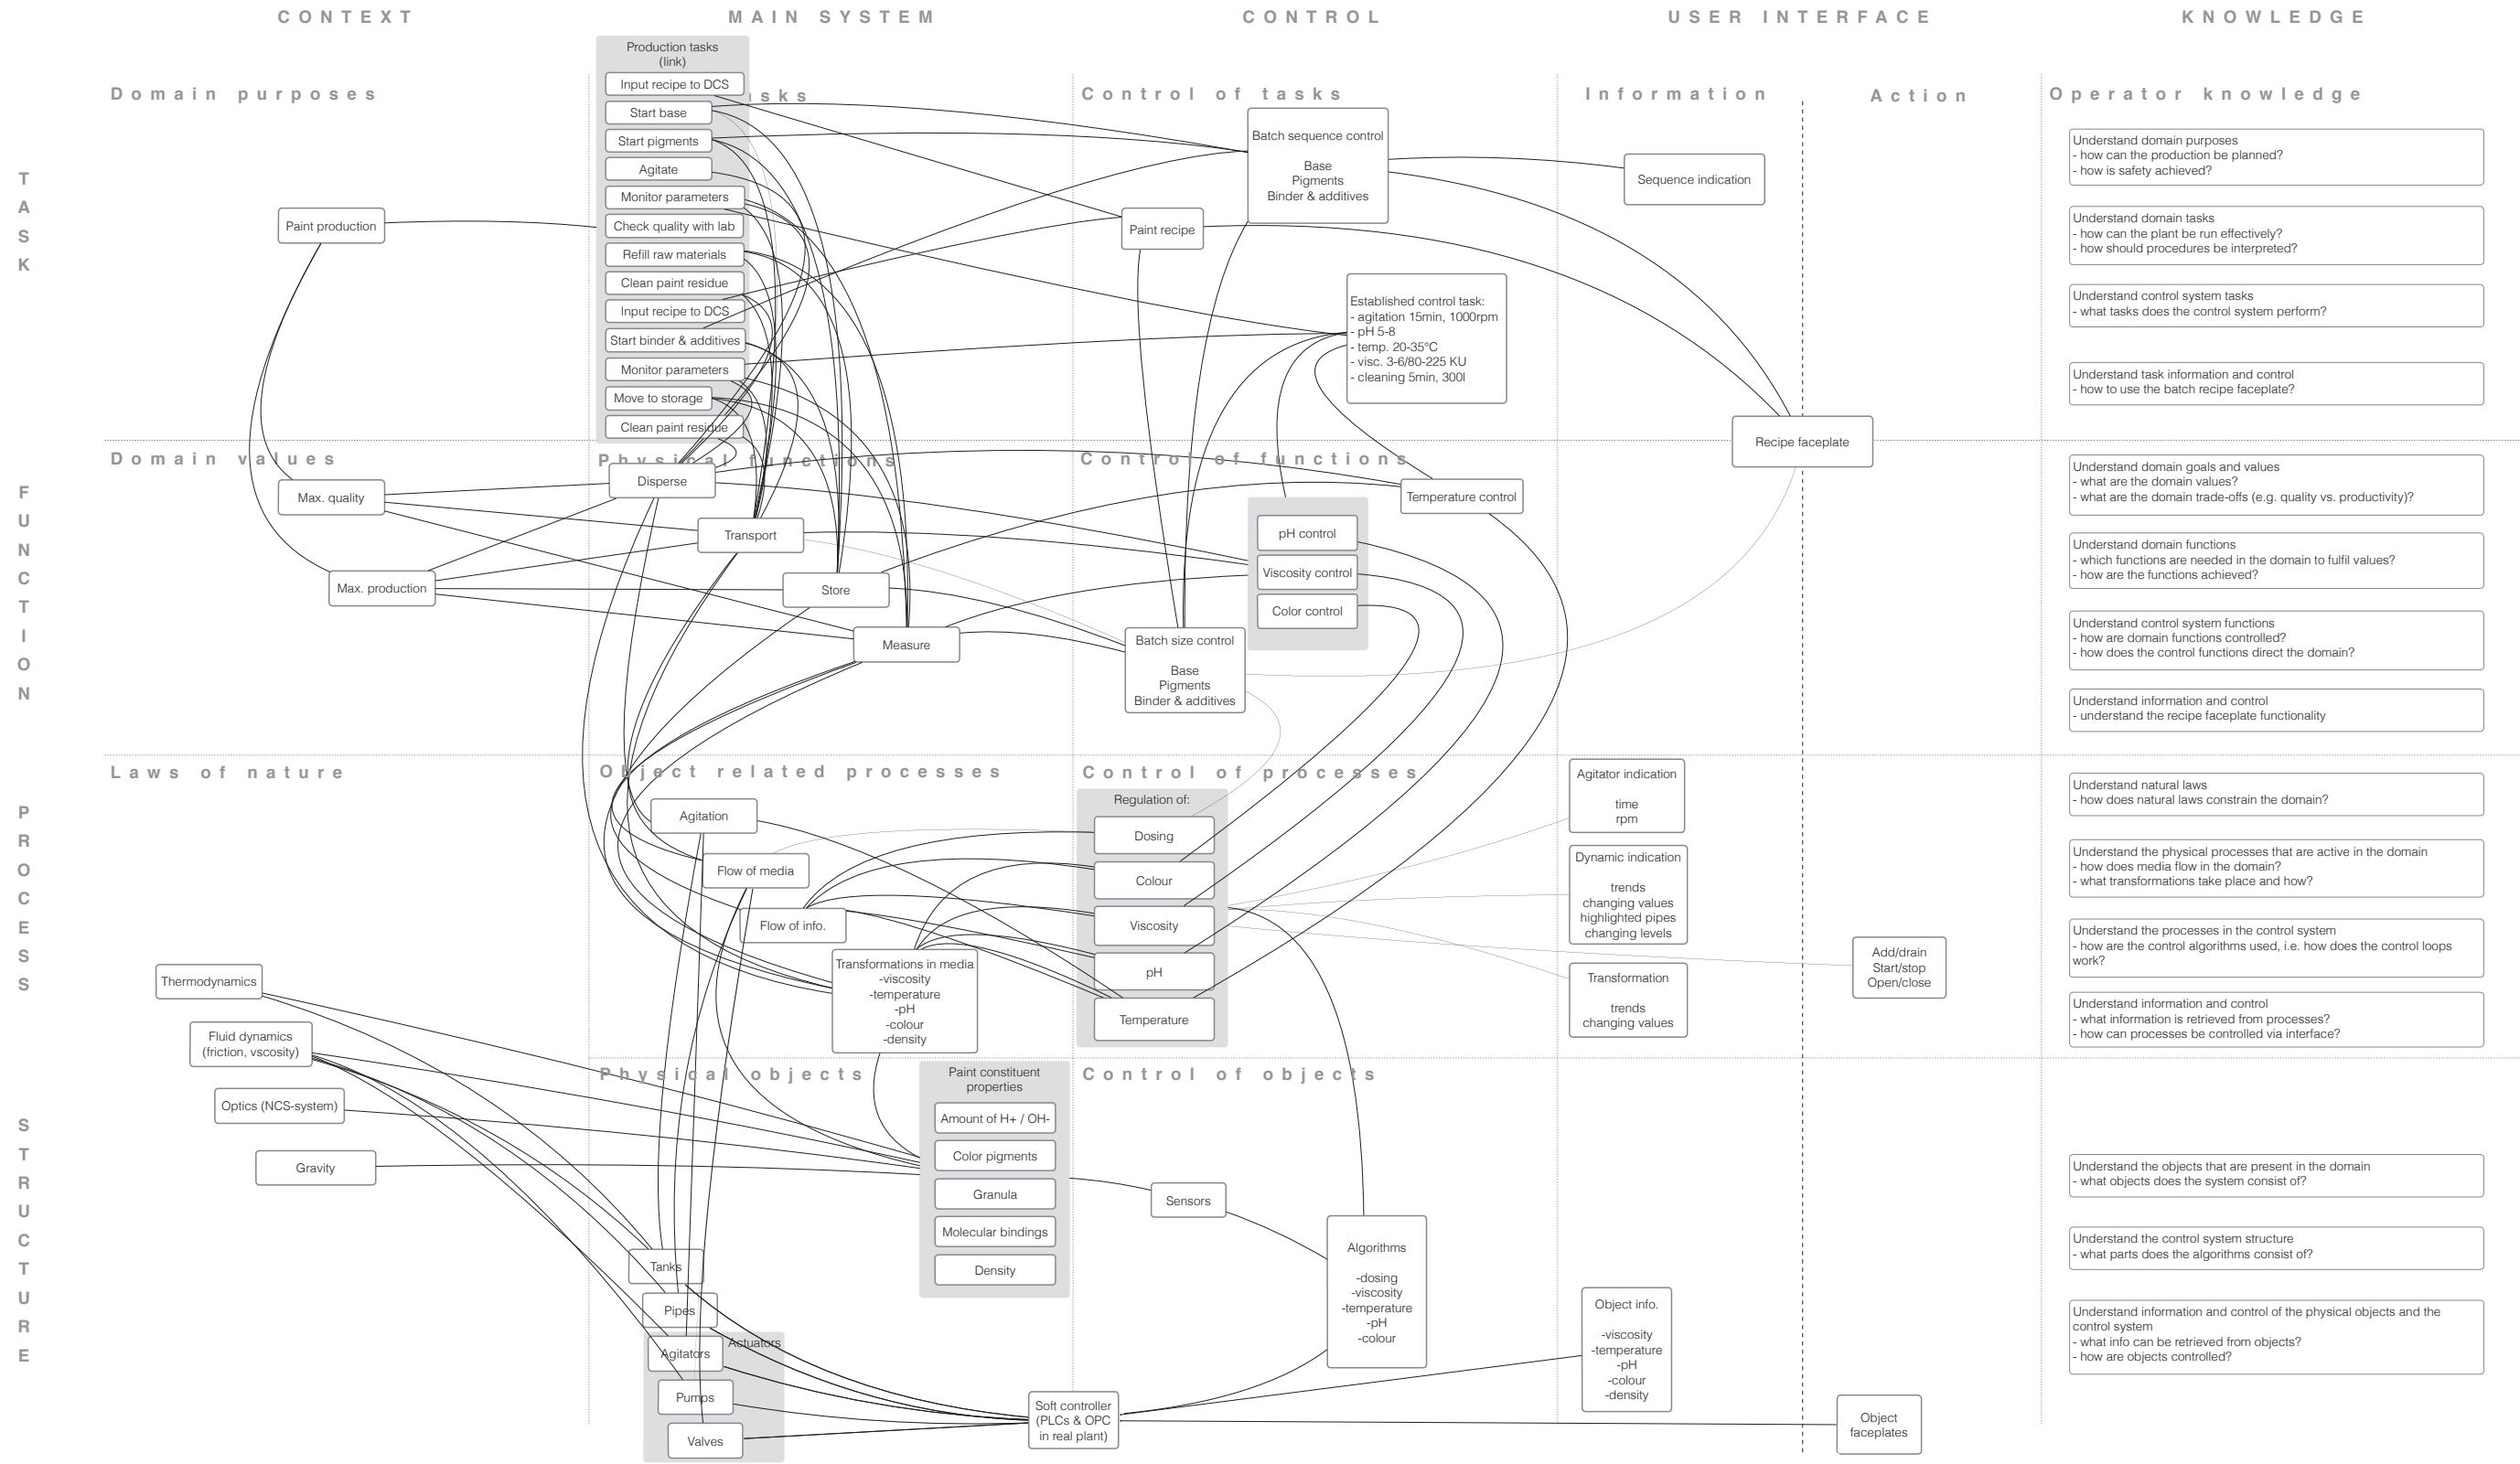 CONTEXT
MAIN SYSTEM
CONTROL
USER INTERFACE
KNOWLEDGE
TASK
FUNCTION
PROCESS
STRUCTURE
Domain purposes
Paint production
Production tasks
(link)
Input recipe to DCS
Start base
Start pigments
Agitate
Monitor parameters
Check quality with lab
Refill raw materials
Clean paint residue
Input recipe to DCS
Start binder & additives
Monitor parameters
Move to storage
Clean paint residue
Control of tasks
Batch sequence control
Base
Pigments
Binder & additives
Paint recipe
Established control task:
- agitation 15min, 1000rpm
- pH 5-8
- temp. 20-35°C
- visc. 3-6/80-225 KU
- cleaning 5min, 300l
Information
Action
Sequence indication
Recipe faceplate
Operator knowledge
Understand domain purposes
- how can the production be planned?
- how is safety achieved?
Understand domain tasks
- how can the plant be run effectively?
- how should procedures be interpreted?
Understand control system tasks
- what tasks does the control system perform?
Understand task information and control
- how to use the batch recipe faceplate?
Domain values
Max. quality
Max. production
Physical functions
Disperse
Transport
Store
Measure
Control of functions
Temperature control
pH control
Viscosity control
Color control
Batch size control
Base
Pigments
Binder & additives
Understand domain goals and values
- what are the domain values?
- what are the domain trade-offs (e.g. quality vs. productivity)?
Understand domain functions
- which functions are needed in the domain to fulfil values?
- how are the functions achieved?
Understand control system functions
- how are domain functions controlled?
- how does the control functions direct the domain?
Understand information and control
- understand the recipe faceplate functionality
Laws of nature
Thermodynamics
Fluid dynamics
(friction, vscosity)
Optics (NCS-system)
Gravity
Object related processes
Agitation
Flow of media
Flow of info.
Transformations in media
-viscosity
-temperature
-pH
-colour
-density
Control of processes
Regulation of:
Dosing
Colour
Viscosity
pH
Temperature
Agitator indication
time
rpm
Dynamic indication
trends
changing values
highlighted pipes
changing levels
Transformation
trends
changing values
Add/drain
Start/stop
Open/close
Understand natural laws
- how does natural laws constrain the domain?
Understand the physical processes that are active in the domain
- how does media flow in the domain?
- what transformations take place and how?
Understand the processes in the control system
- how are the control algorithms used, i.e. how does the control loops
work?
Understand information and control
- what information is retrieved from processes?
- how can processes be controlled via interface?
Physical objects
Paint constituent
properties
Amount of H+ / OH-
Color pigments
Granula
Molecular bindings
Density
Tanks
Pipes
Actuators
Agitators
Pumps
Valves
Control of objects
Sensors
Algorithms
-dosing
-viscosity
-temperature
-pH
-colour
Soft controller
(PLCs & OPC
in real plant)
Object info.
-viscosity
-temperature
-pH
-colour
-density
Object
faceplates
Understand the objects that are present in the domain
- what objects does the system consist of?
Understand the control system structure
- what parts does the algorithms consist of?
Understand information and control of the physical objects and the
control system
- what info can be retrieved from objects?
- how are objects controlled?